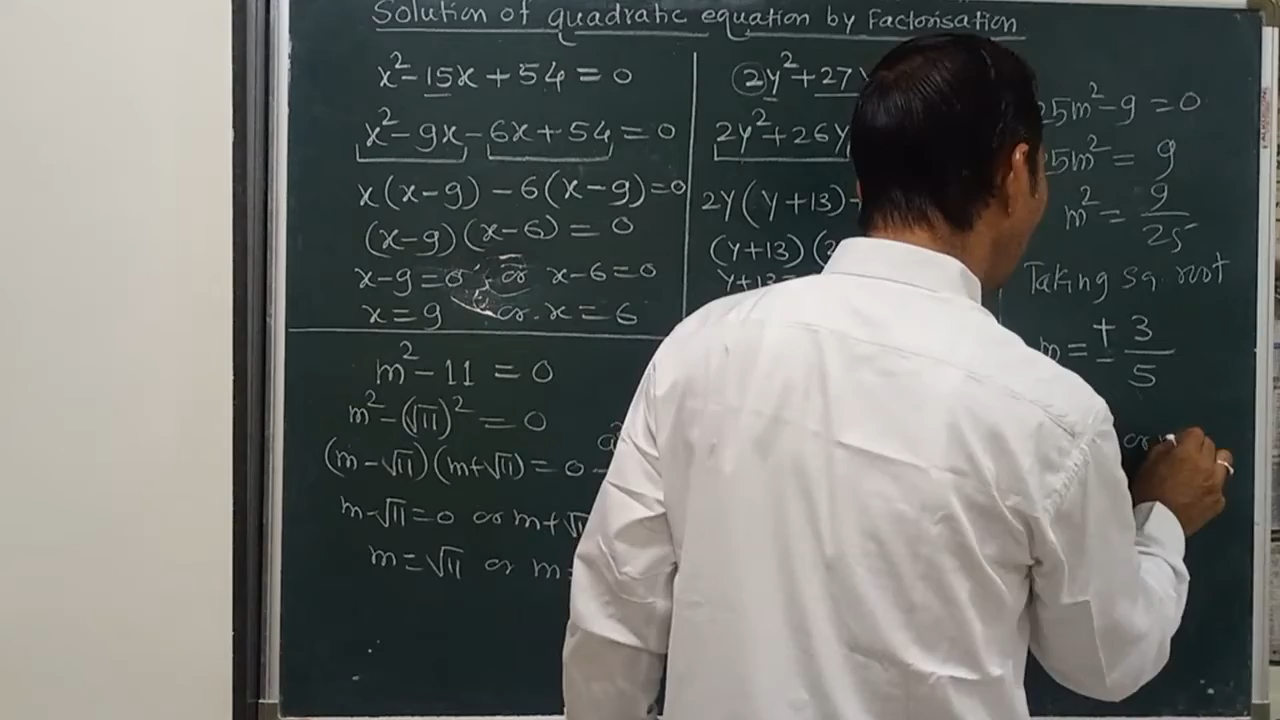 Solution of quadratic equation by Factorisation
x² - 15x + 54 = 0
x² - 9x - 6x + 54 = 0
x(x-9) - 6(x-9) = 0
(x-9)(x-6) = 0
x-9=0 or x-6=0
x=9 or x=6
m² - 11 = 0
m² - (√11)² = 0
(m-√11)(m+√11) = 0
m-√11=0 or m+√11
m=√11 or m=
2y² + 27
2y² + 26y
2y(y+13)
(y+13)(2
y+13=
25m² - 9 = 0
25m² = 9
m² = 9/25
Taking sq. root
m = ± 3/5
or